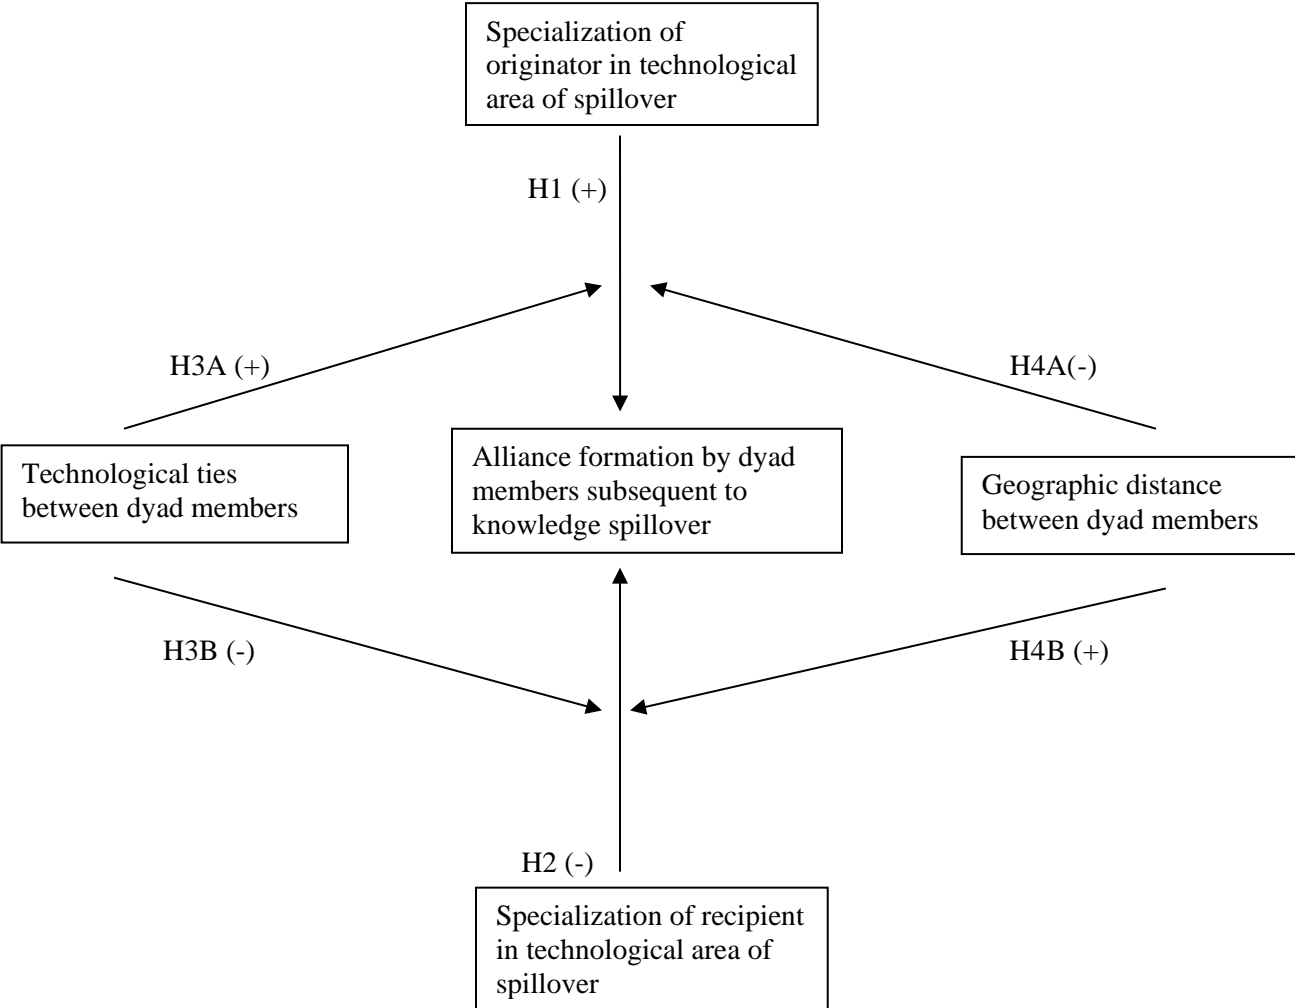 Specialization of
originator in technological
area of spillover
H1 (+)
H3A (+)
H4A(-)
Technological ties
between dyad members
Alliance formation by dyad
members subsequent to
knowledge spillover
Geographic distance
between dyad members
H3B (-)
H4B (+)
H2 (-)
Specialization of recipient
in technological area of
spillover